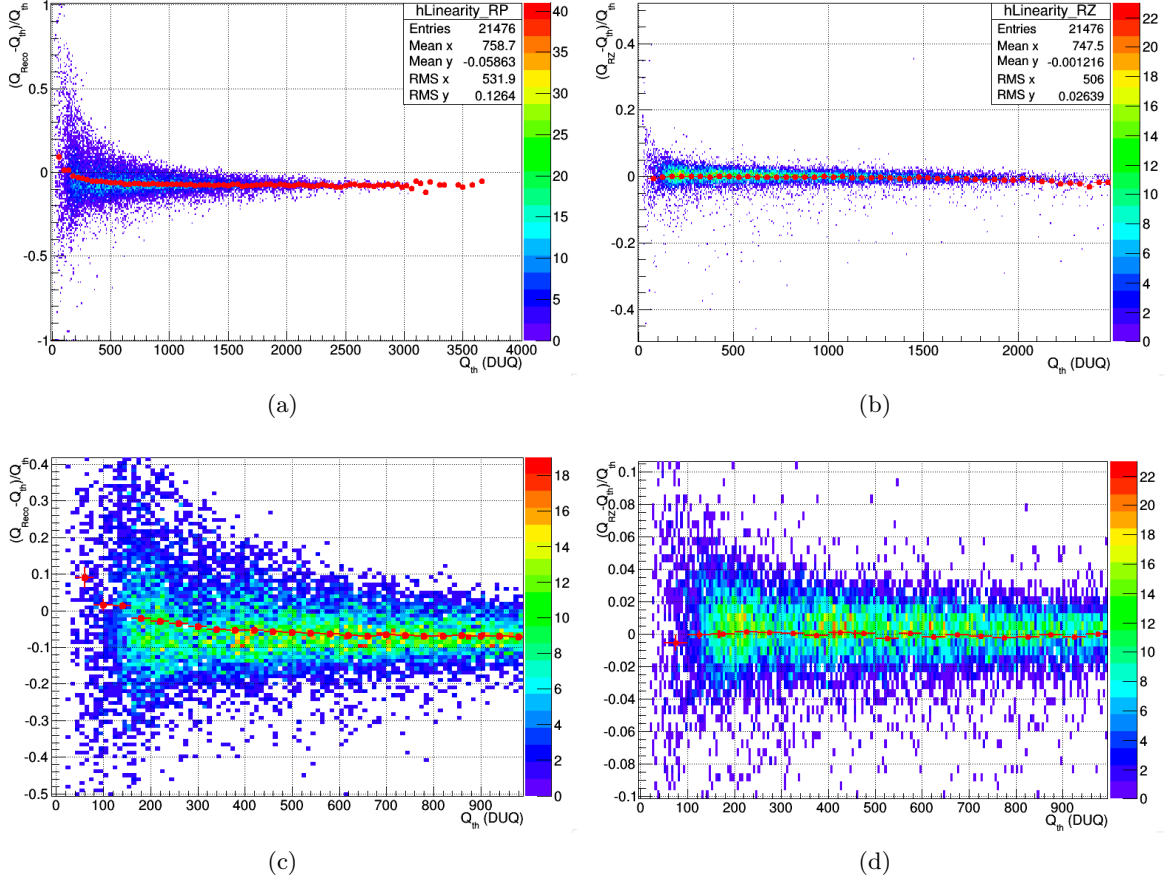 (Q_Reco -Q_th)/Q_th
hLinearity_RP
Entries 21476
Mean x 758.7
Mean y -0.05863
RMS x 531.9
RMS y 0.1264
1
0.5
0
-0.5
-1
0 500 1000 1500 2000 2500 3000 3500 4000
Q_th (DUQ)
40
35
30
25
20
15
10
5
0
(a)
(Q_RZ -Q_th)/Q_th
hLinearity_RZ
Entries 21476
Mean x 747.5
Mean y -0.001216
RMS x 506
RMS y 0.02639
0.4
0.2
0
-0.2
-0.4
0 500 1000 1500 2000
Q_th (DUQ)
22
20
18
16
14
12
10
8
6
4
2
0
(b)
(Q_Reco -Q_th)/Q_th
0.4
0.3
0.2
0.1
0
-0.1
-0.2
-0.3
-0.4
-0.5
0 100 200 300 400 500 600 700 800 900
Q_th (DUQ)
18
16
14
12
10
8
6
4
2
0
(c)
(Q_RZ -Q_th)/Q_th
0.1
0.08
0.06
0.04
0.02
0
-0.02
-0.04
-0.06
-0.08
-0.1
0 100 200 300 400 500 600 700 800 900
Q_th (DUQ)
22
20
18
16
14
12
10
8
6
4
2
0
(d)